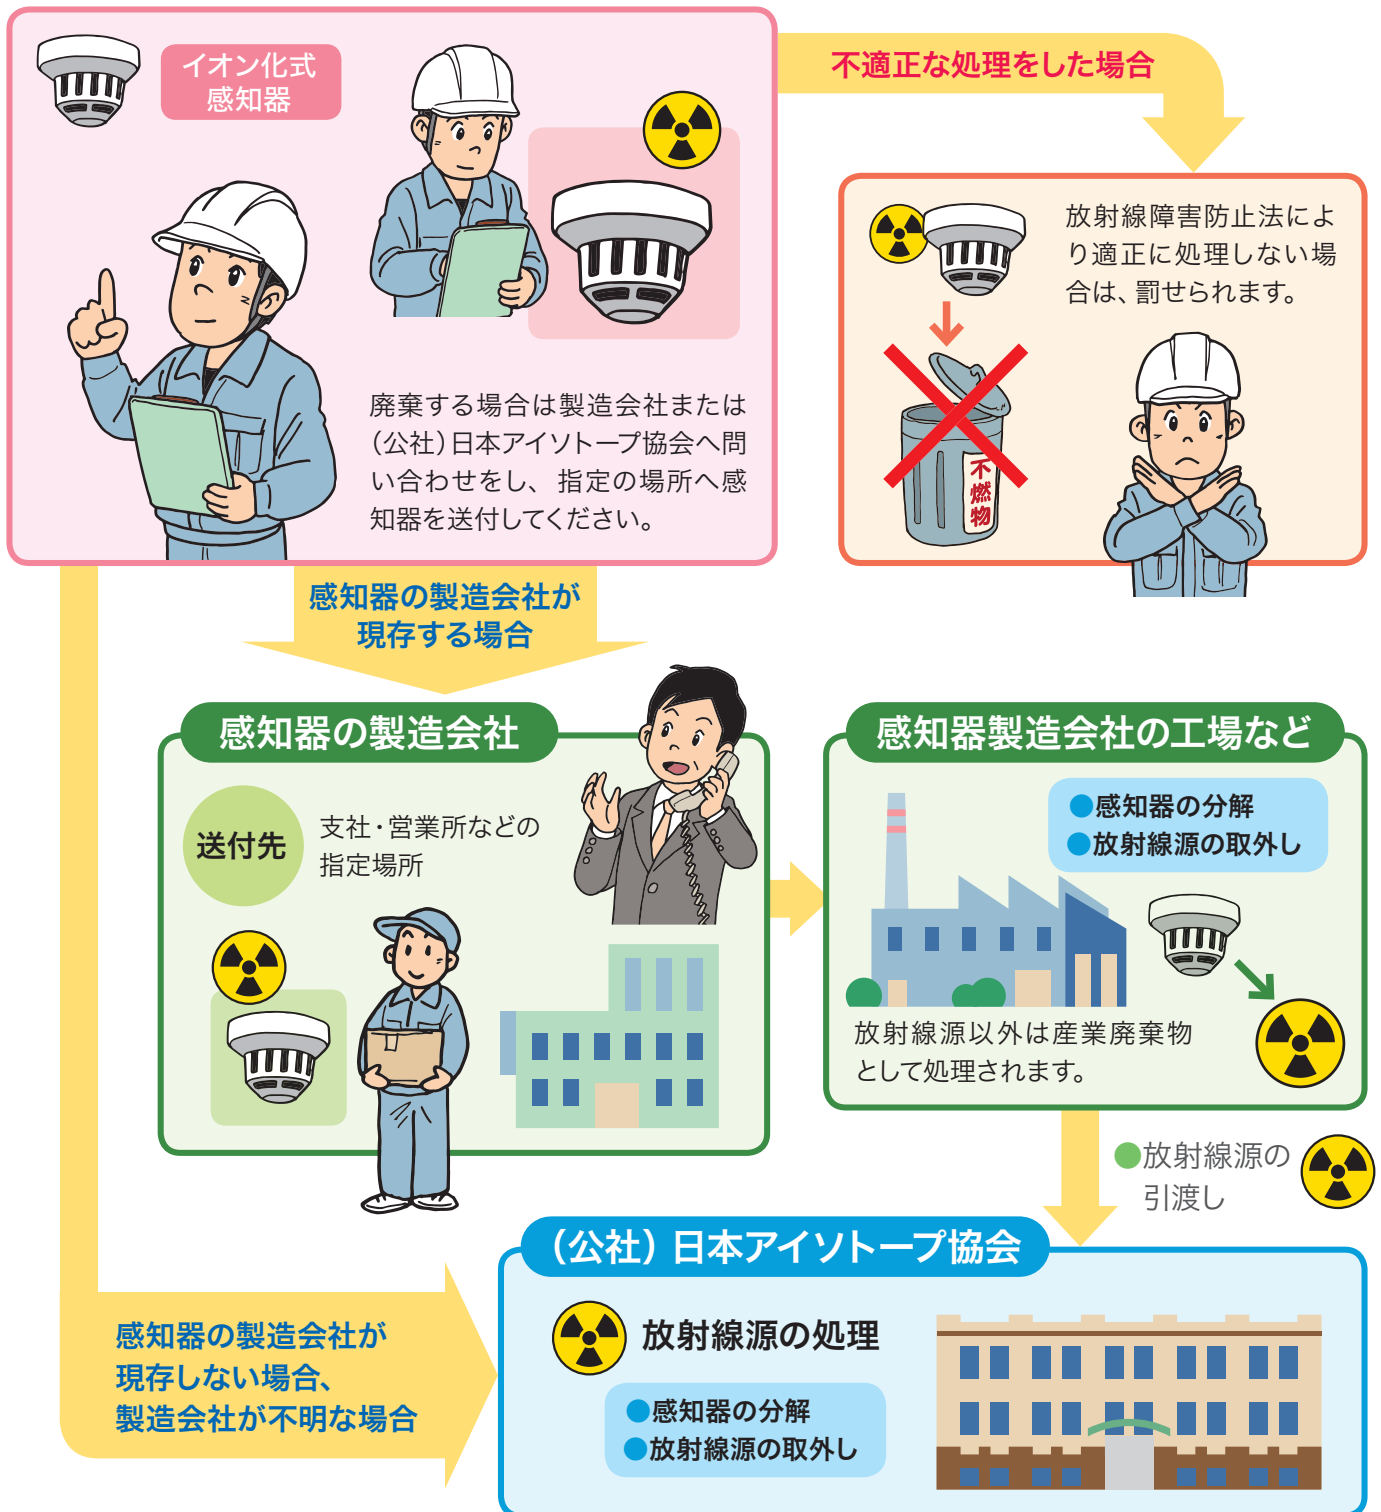 イオン化式
感知器
廃棄する場合は製造会社または
（公社）日本アイソトープ協会へ問
い合わせをし、指定の場所へ感
知器を送付してください。
不適正な処理をした場合
放射線障害防止法によ
り適正に処理しない場
合は、罰せられます。
不燃物
感知器の製造会社が
現存する場合
感知器の製造会社
送付先
支社・営業所などの
指定場所
感知器製造会社の工場など
●感知器の分解
●放射線源の取外し
放射線源以外は産業廃棄物
として処理されます。
●放射線源の
引渡し
感知器の製造会社が
現存しない場合、
製造会社が不明な場合
（公社）日本アイソトープ協会
放射線源の処理
●感知器の分解
●放射線源の取外し